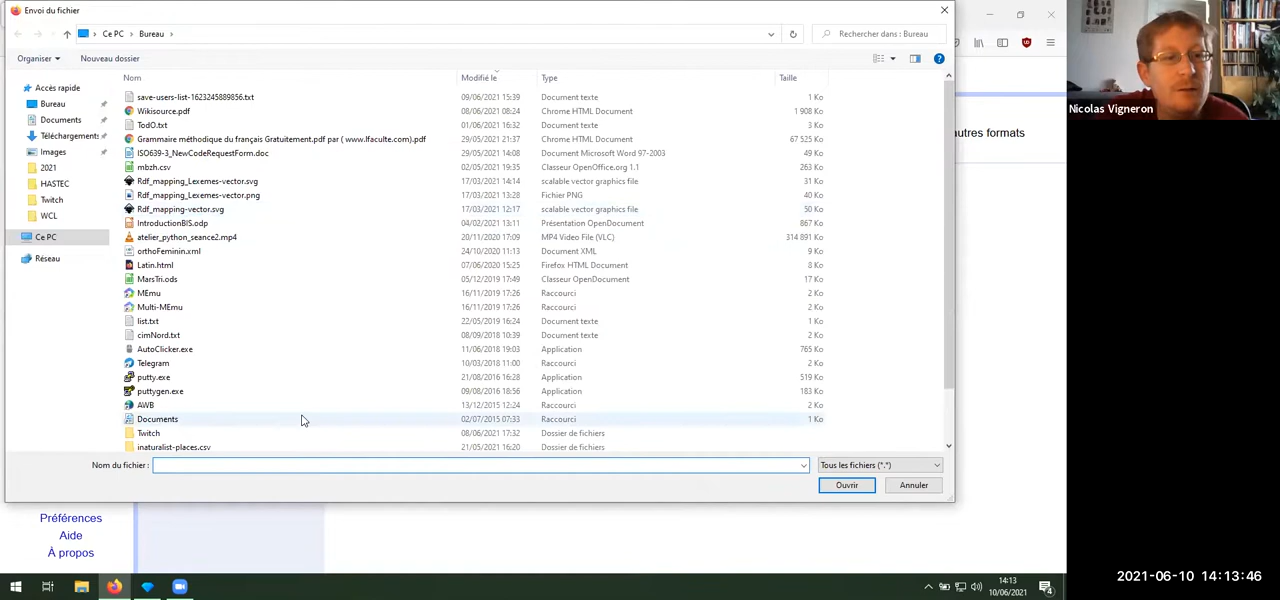 Envoi du fichier
Ce PC › Bureau ›
Rechercher dans : Bureau
Organiser
Nouveau dossier
Nom Modifié le Type Taille
Accès rapide
Bureau
Documents
Téléchargements
Images
2021
HASTEC
Twitch
WCL
Ce PC
Réseau
save-users-list-1623245889856.txt 09/06/2021 15:39 Document texte 1 Ko
Wikisource.pdf 08/06/2021 08:24 Chrome HTML Document 1 908 Ko
TodO.txt 01/06/2021 16:32 Document texte 3 Ko
Grammaire méthodique du français Gratuitement.pdf par ( www.lfaculte.com).pdf 29/05/2021 21:37 Chrome HTML Document 67 525 Ko
ISO639-3_NewCodeRequestForm.doc 29/05/2021 14:08 Document Microsoft Word 97-2003 49 Ko
mbzh.csv 02/05/2021 19:35 Classeur OpenOffice.org 1.1 263 Ko
Rdf_mapping_Lexemes-vector.svg 17/03/2021 14:14 scalable vector graphics file 31 Ko
Rdf_mapping_Lexemes-vector.png 17/03/2021 13:28 Fichier PNG 40 Ko
Rdf_mapping-vector.svg 17/03/2021 12:17 scalable vector graphics file 50 Ko
IntroductionBIS.odp 04/02/2021 13:11 Présentation OpenDocument 867 Ko
atelier_python_seance2.mp4 20/11/2020 17:09 MP4 Video File (VLC) 314 891 Ko
orthoFeminin.xml 24/10/2020 11:13 Document XML 9 Ko
Latin.html 07/06/2020 15:25 Firefox HTML Document 8 Ko
MarsTri.ods 05/12/2019 17:49 Classeur OpenDocument 17 Ko
MEmu 16/11/2019 17:26 Raccourci 2 Ko
Multi-MEmu 16/11/2019 17:26 Raccourci 2 Ko
list.txt 22/05/2019 16:24 Document texte 1 Ko
cimNord.txt 08/09/2018 10:39 Document texte 2 Ko
AutoClicker.exe 11/06/2018 19:03 Application 765 Ko
Telegram 10/03/2018 11:00 Raccourci 2 Ko
putty.exe 21/08/2016 16:28 Application 519 Ko
puttygen.exe 09/08/2016 18:56 Application 183 Ko
AWB 13/12/2015 12:24 Raccourci 2 Ko
Documents 02/07/2015 07:33 Raccourci 1 Ko
Twitch 08/06/2021 17:32 Dossier de fichiers
inaturalist-places.csv 21/05/2021 16:20 Dossier de fichiers
Nom du fichier :
Tous les fichiers (*.*)
Ouvrir
Annuler
autres formats
Nicolas Vigneron
Préférences
Aide
À propos
14:13
10/06/2021
4
2021-06-10 14:13:46